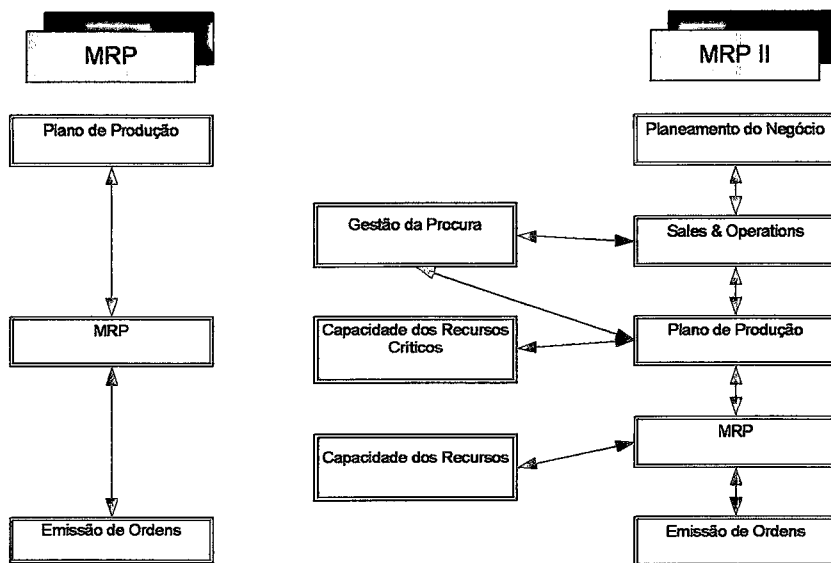 MRP
Plano de Produção
MRP
Emissão de Ordens
MRP II
Planeamento do Negócio
Gestão da Procura
Sales & Operations
Capacidade dos Recursos
Críticos
Plano de Produção
Capacidade dos Recursos
MRP
Emissão de Ordens